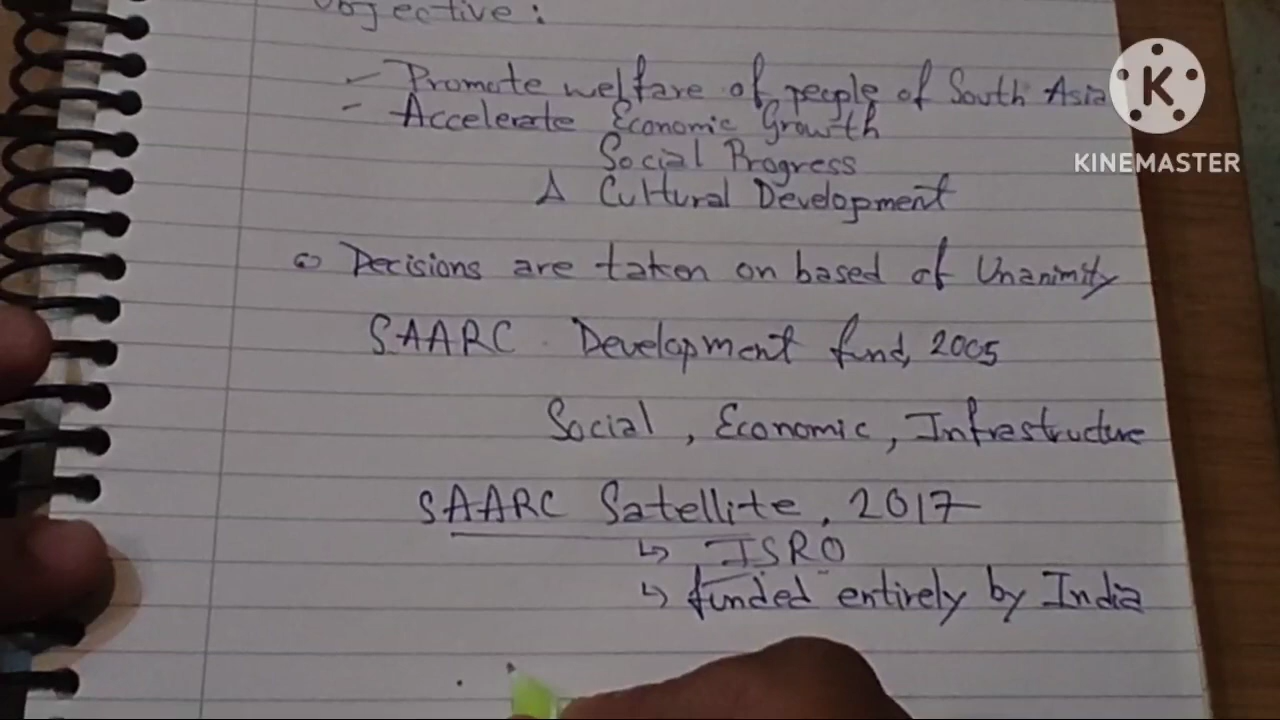 Objective:
- Promote welfare of people of South Asia
- Accelerate Economic Growth
Social Progress
& Cultural Development
Decisions are taken on based of Unanimity
SAARC Development fund, 2005
Social, Economic, Infrastructure
SAARC Satellite, 2017
↳ ISRO
↳ funded entirely by India
K
KINEMASTER